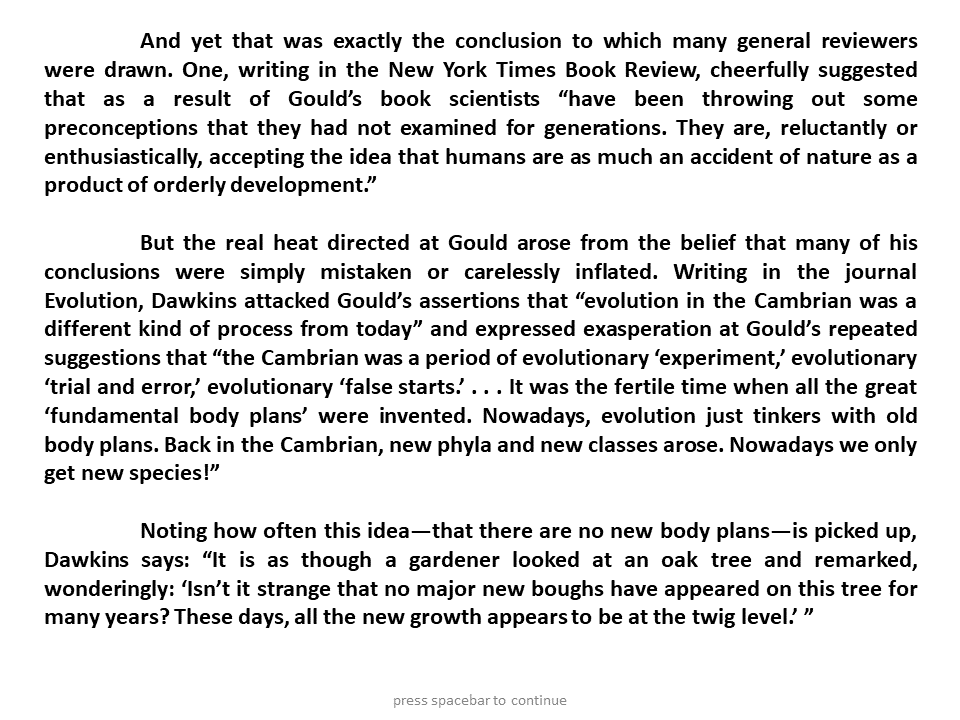 And yet that was exactly the conclusion to which many general reviewers
were drawn. One, writing in the New York Times Book Review, cheerfully suggested
that as a result of Gould’s book scientists “have been throwing out some
preconceptions that they had not examined for generations. They are, reluctantly or
enthusiastically, accepting the idea that humans are as much an accident of nature as a
product of orderly development.”
But the real heat directed at Gould arose from the belief that many of his
conclusions were simply mistaken or carelessly inflated. Writing in the journal
Evolution, Dawkins attacked Gould’s assertions that “evolution in the Cambrian was a
different kind of process from today” and expressed exasperation at Gould’s repeated
suggestions that “the Cambrian was a period of evolutionary ‘experiment,’ evolutionary
‘trial and error,’ evolutionary ‘false starts.’ . . . It was the fertile time when all the great
‘fundamental body plans’ were invented. Nowadays, evolution just tinkers with old
body plans. Back in the Cambrian, new phyla and new classes arose. Nowadays we only
get new species!”
Noting how often this idea—that there are no new body plans—is picked up,
Dawkins says: “It is as though a gardener looked at an oak tree and remarked,
wonderingly: ‘Isn’t it strange that no major new boughs have appeared on this tree for
many years? These days, all the new growth appears to be at the twig level.’ ”
press spacebar to continue